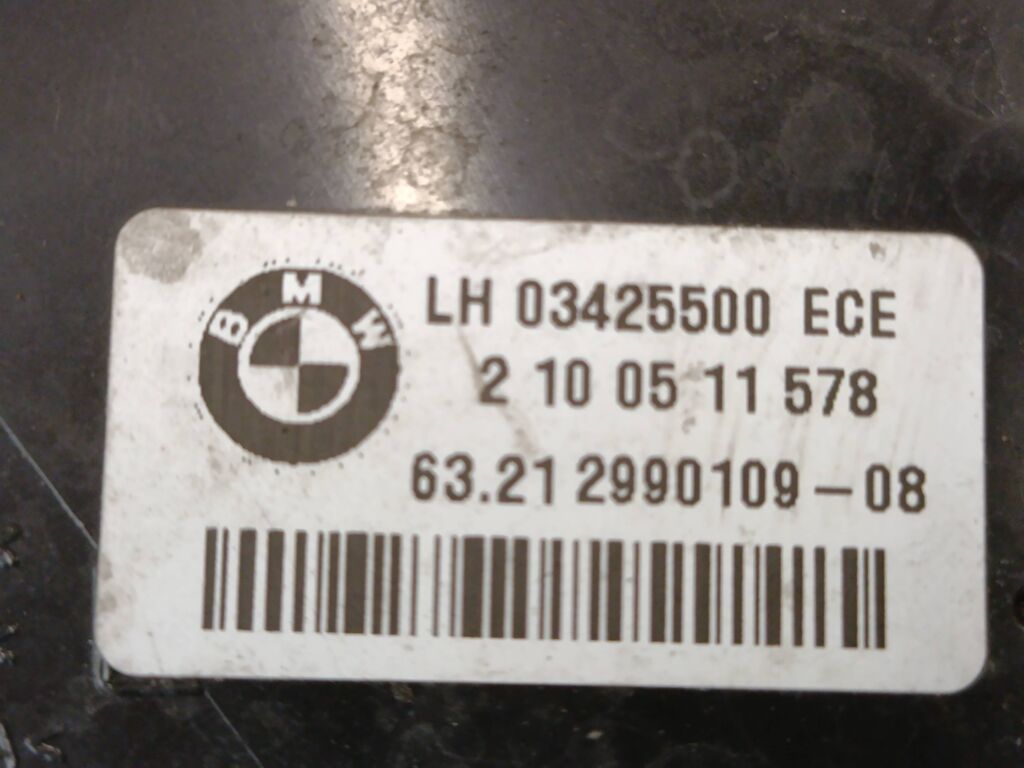 BMW
LH 03425500 ECE
2 10 05 11 578
63.21 2990109-08